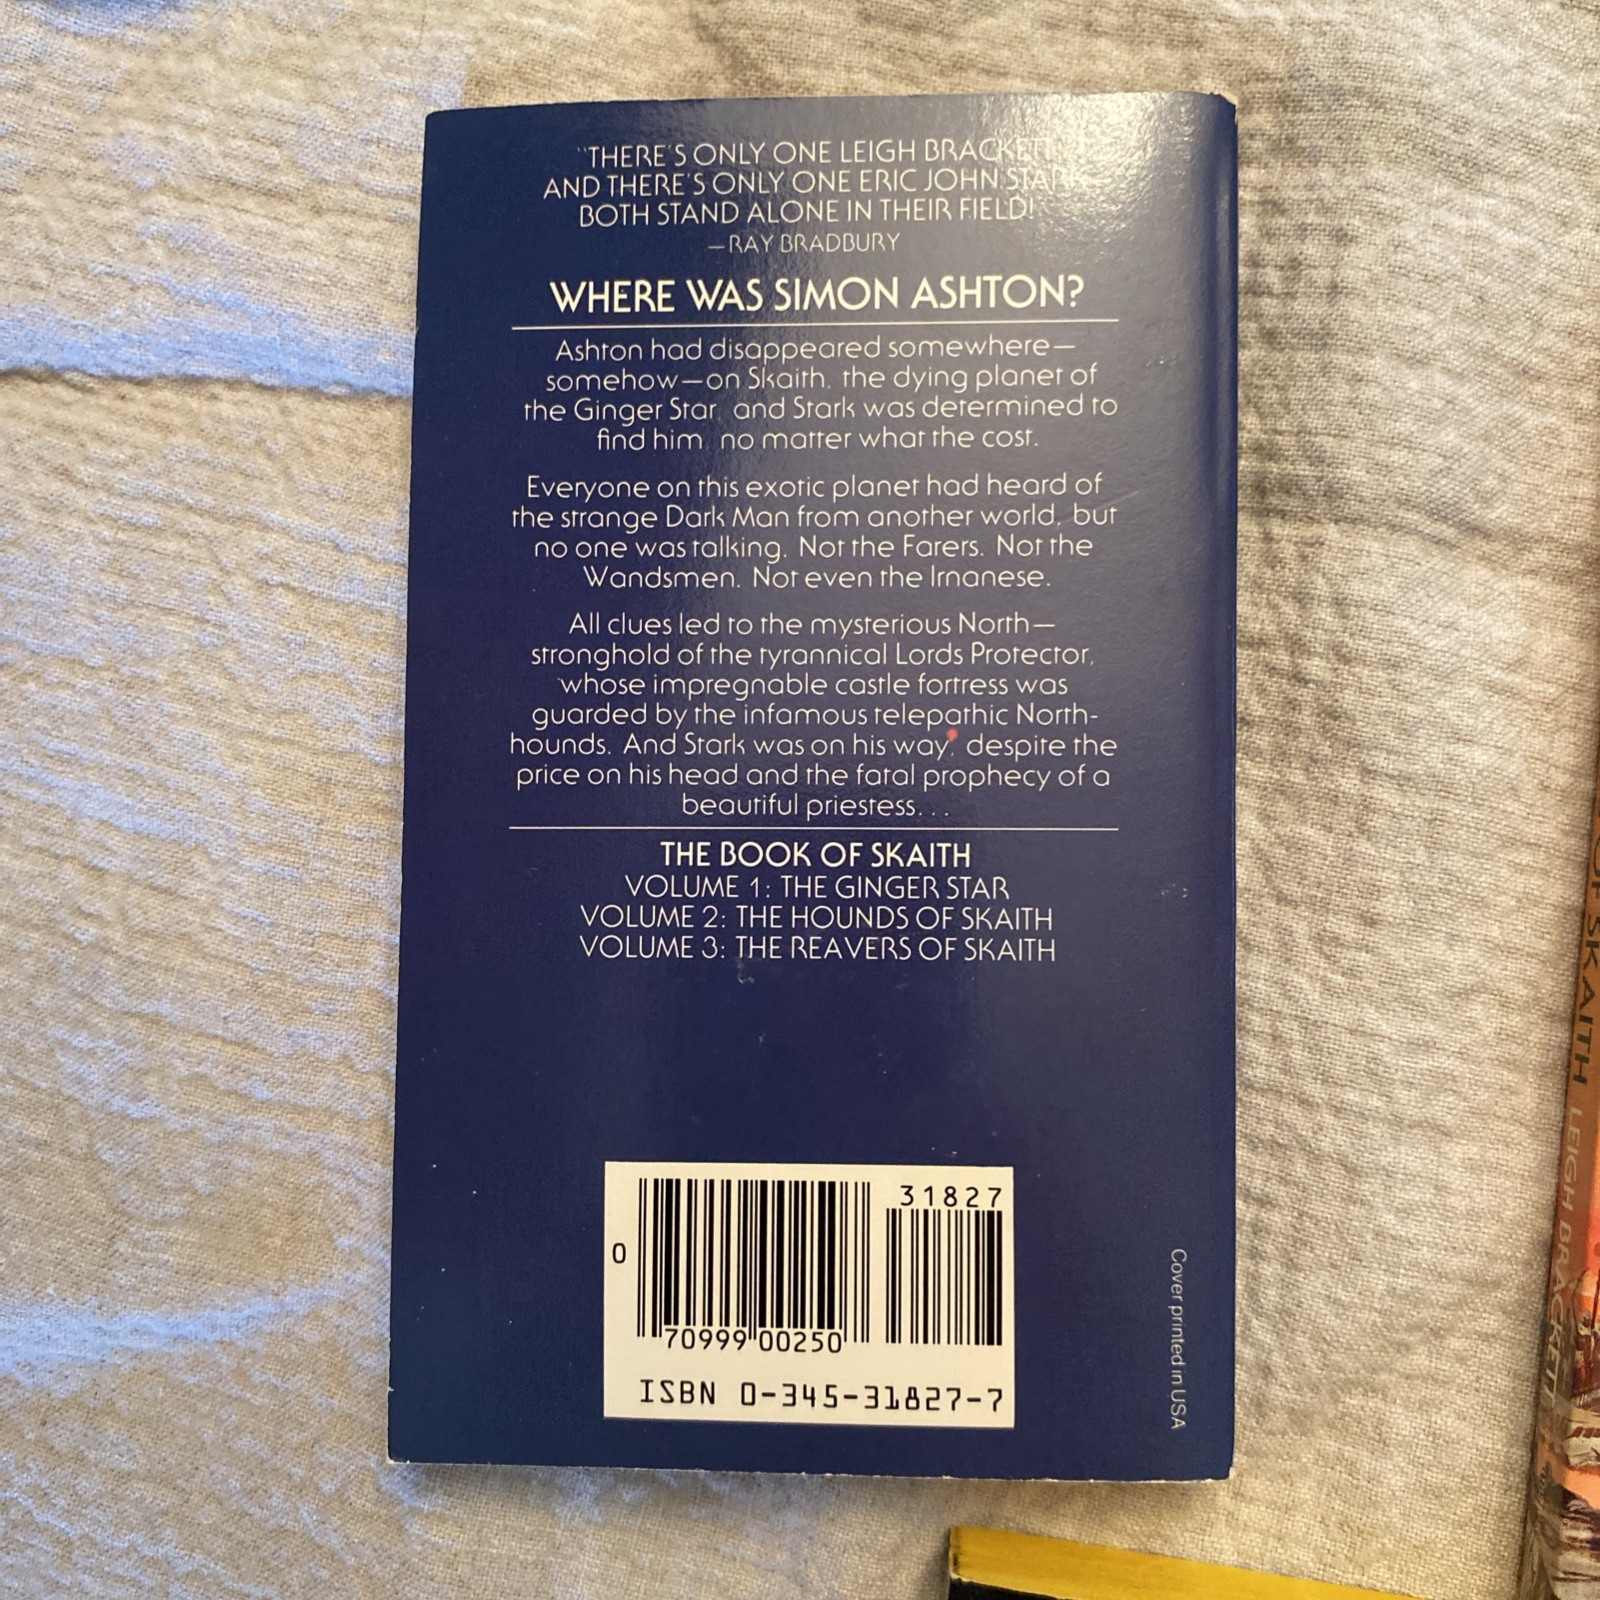 "THERE'S ONLY ONE LEIGH BRACKETT
AND THERE'S ONLY ONE ERIC JOHN STARK
BOTH STAND ALONE IN THEIR FIELD!
—RAY BRADBURY
WHERE WAS SIMON ASHTON?
Ashton had disappeared somewhere—
somehow—on Skaith, the dying planet of
the Ginger Star, and Stark was determined to
find him, no matter what the cost.
Everyone on this exotic planet had heard of
the strange Dark Man from another world, but
no one was talking. Not the Farers. Not the
Wandsmen. Not even the Irnanese.
All clues led to the mysterious North—
stronghold of the tyrannical Lords Protector,
whose impregnable castle fortress was
guarded by the infamous telepathic North-
hounds. And Stark was on his way, despite the
price on his head and the fatal prophecy of a
beautiful priestess...
THE BOOK OF SKAITH
VOLUME 1: THE GINGER STAR
VOLUME 2: THE HOUNDS OF SKAITH
VOLUME 3: THE REAVERS OF SKAITH
31827
0
70999 00250
ISBN 0-345-31827-7
Cover printed in USA
OF SKAITH LEIGH BRACKETT